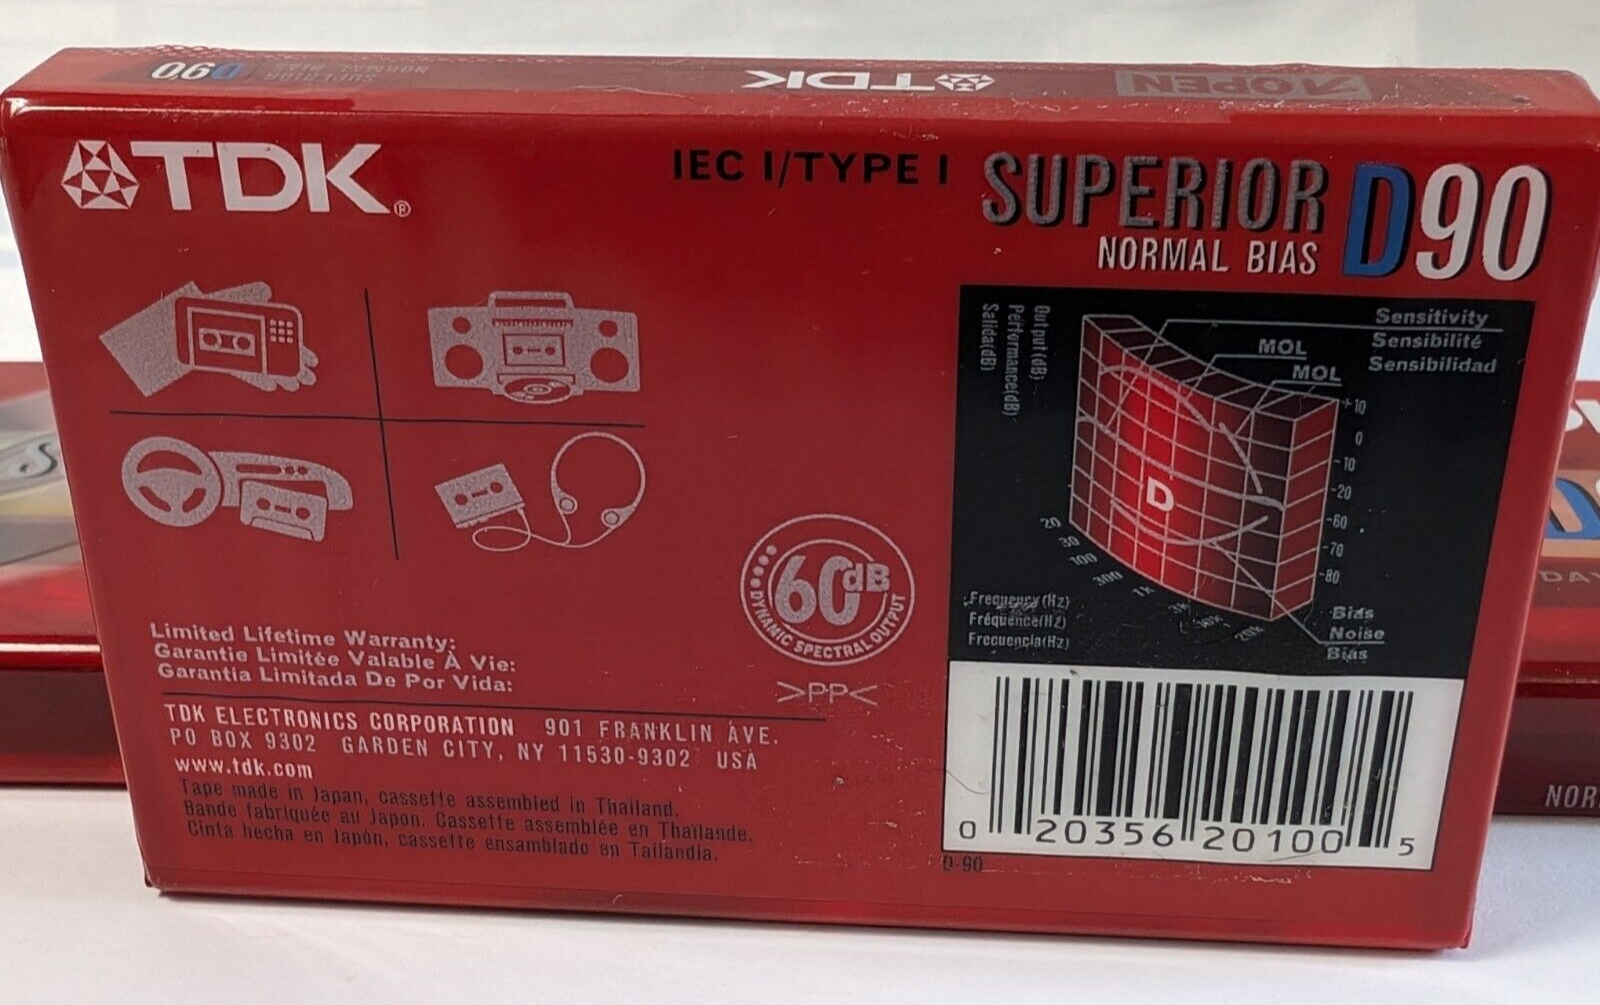 D90
SUPERIOR
NORMAL BIAS
TDK
OPEN
TDK®
IEC I/TYPE I
SUPERIOR D90
NORMAL BIAS
Output(dB)
Performance(dB)
Salida(dB)
Sensitivity
Sensibilité
Sensibilidad
MOL
MOL
+10
0
-10
-20
-60
-70
-80
D
20
30
100
300
1k
3k
20k
Frequency(Hz)
Fréquence(HZ)
Frecuencia(Hz)
Bias
Noise
Bias
60dB
DYNAMIC SPECTRAL OUTPUT
>PP<
Limited Lifetime Warranty:
Garantie Limitée Valable À Vie:
Garantia Limitada De Por Vida:
TDK ELECTRONICS CORPORATION 901 FRANKLIN AVE.
PO BOX 9302 GARDEN CITY, NY 11530-9302 USA
www.tdk.com
Tape made in Japan, cassette assembled in Thailand.
Bande fabriquée au Japon. Cassette assemblée en Thaïlande.
Cinta hecha en Japón, cassette ensamblado en Tailandia.
0 20356 20100 5
D-90